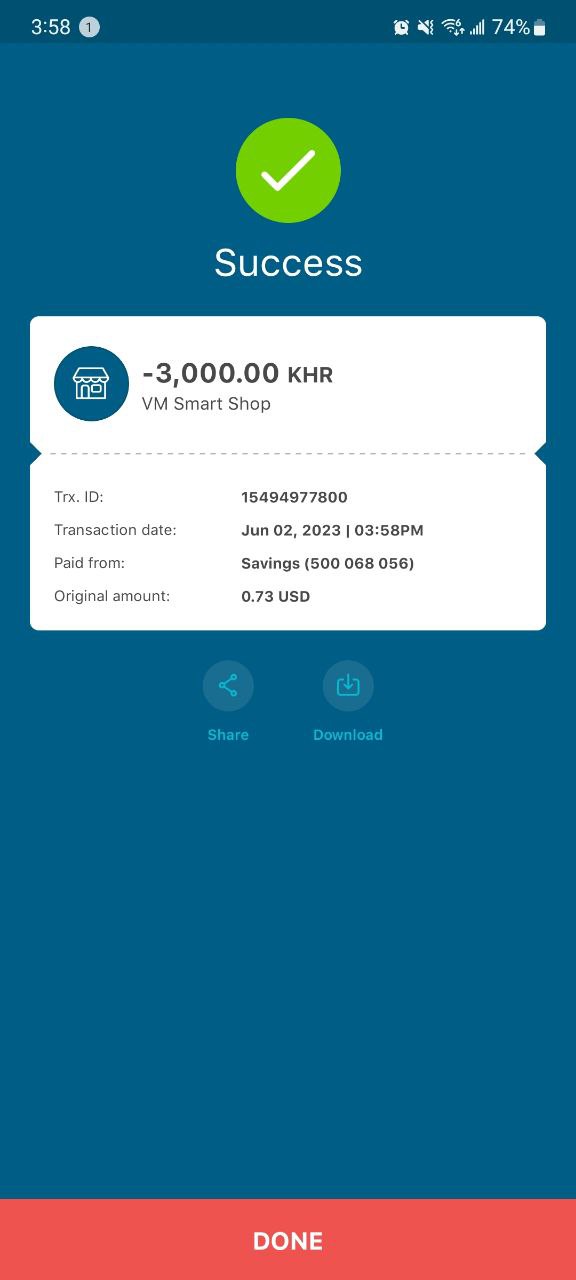 3:58 1 74%
Success
-3,000.00 KHR
VM Smart Shop
Trx. ID: 15494977800
Transaction date: Jun 02, 2023 | 03:58PM
Paid from: Savings (500 068 056)
Original amount: 0.73 USD
Share Download
DONE